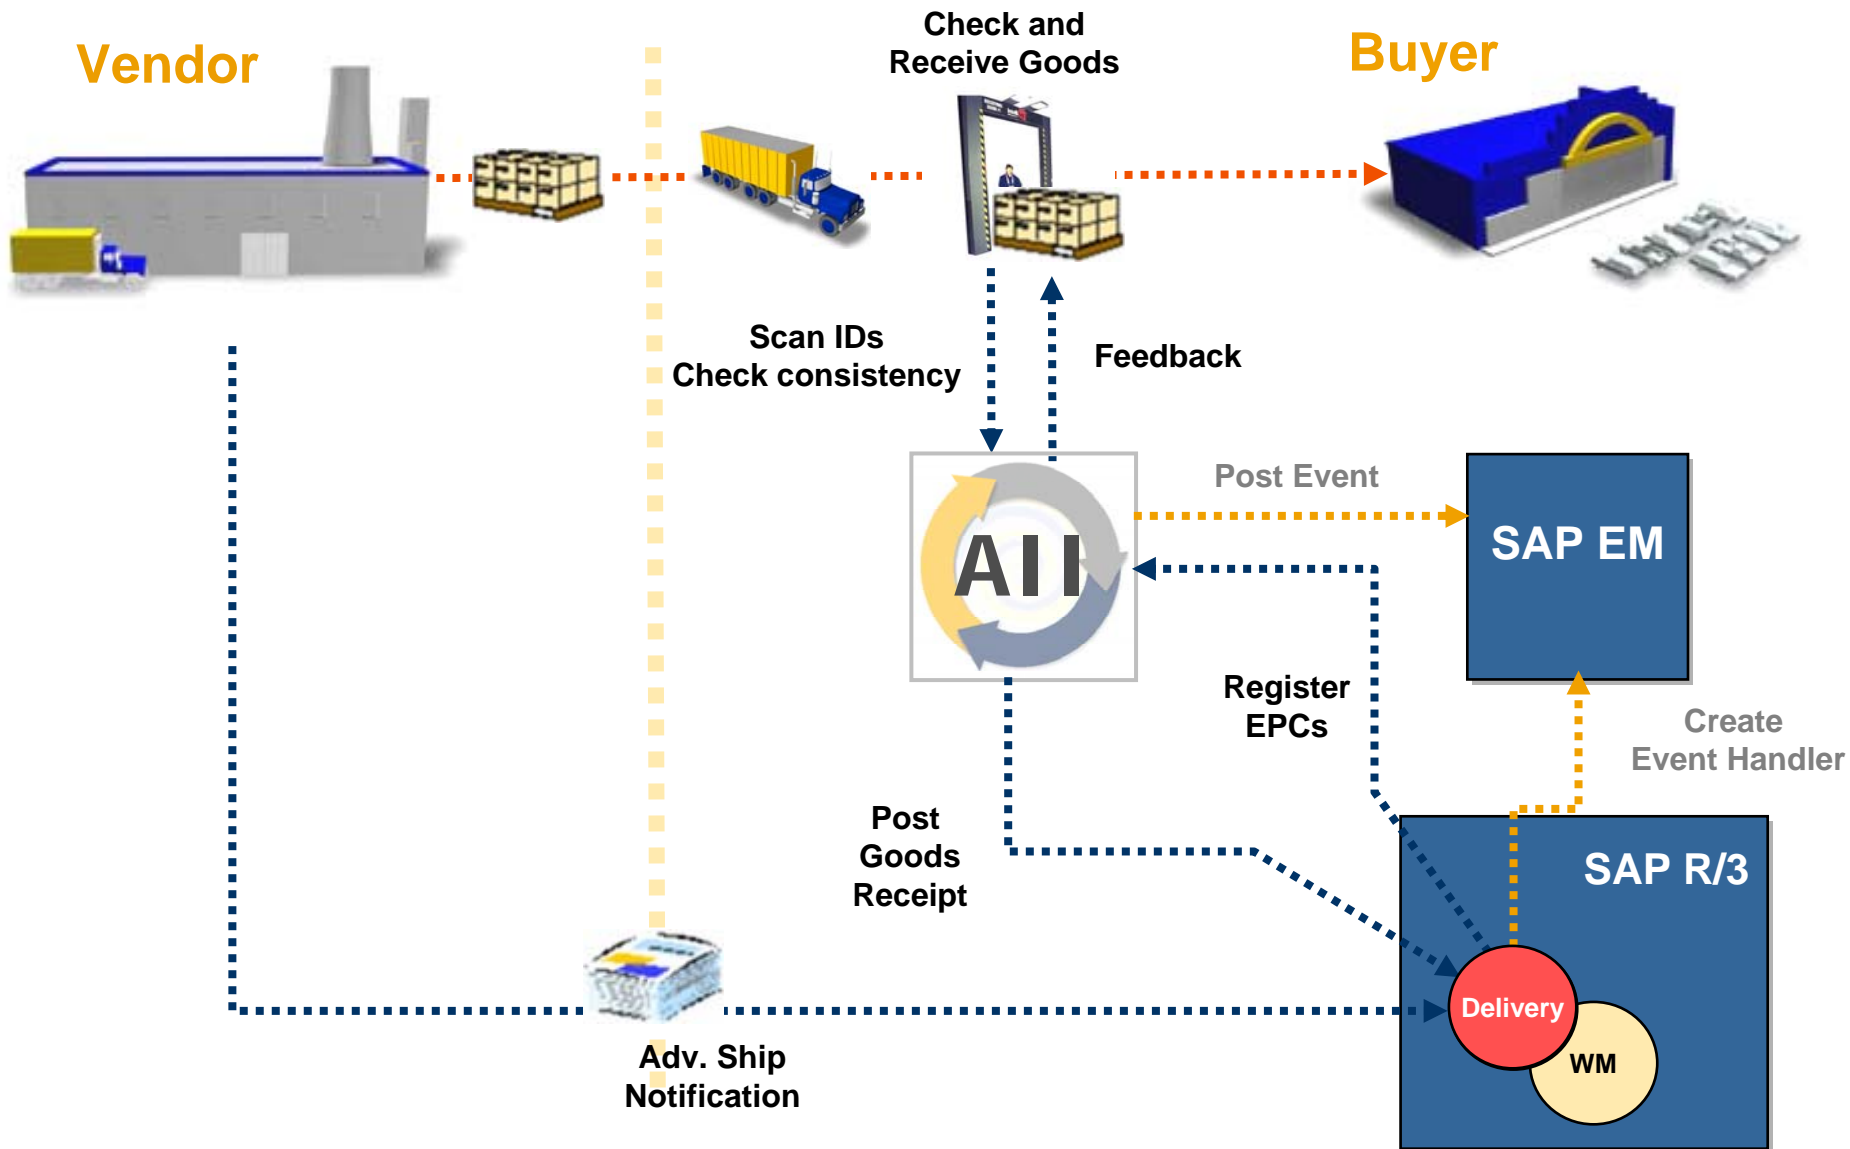 Check and
Receive Goods
Vendor
Buyer
Scan IDs
Check consistency
Feedback
Post Event
SAP EM
AII
Register
EPCs
Create
Event Handler
Post
Goods
Receipt
SAP R/3
Delivery
WM
Adv. Ship
Notification